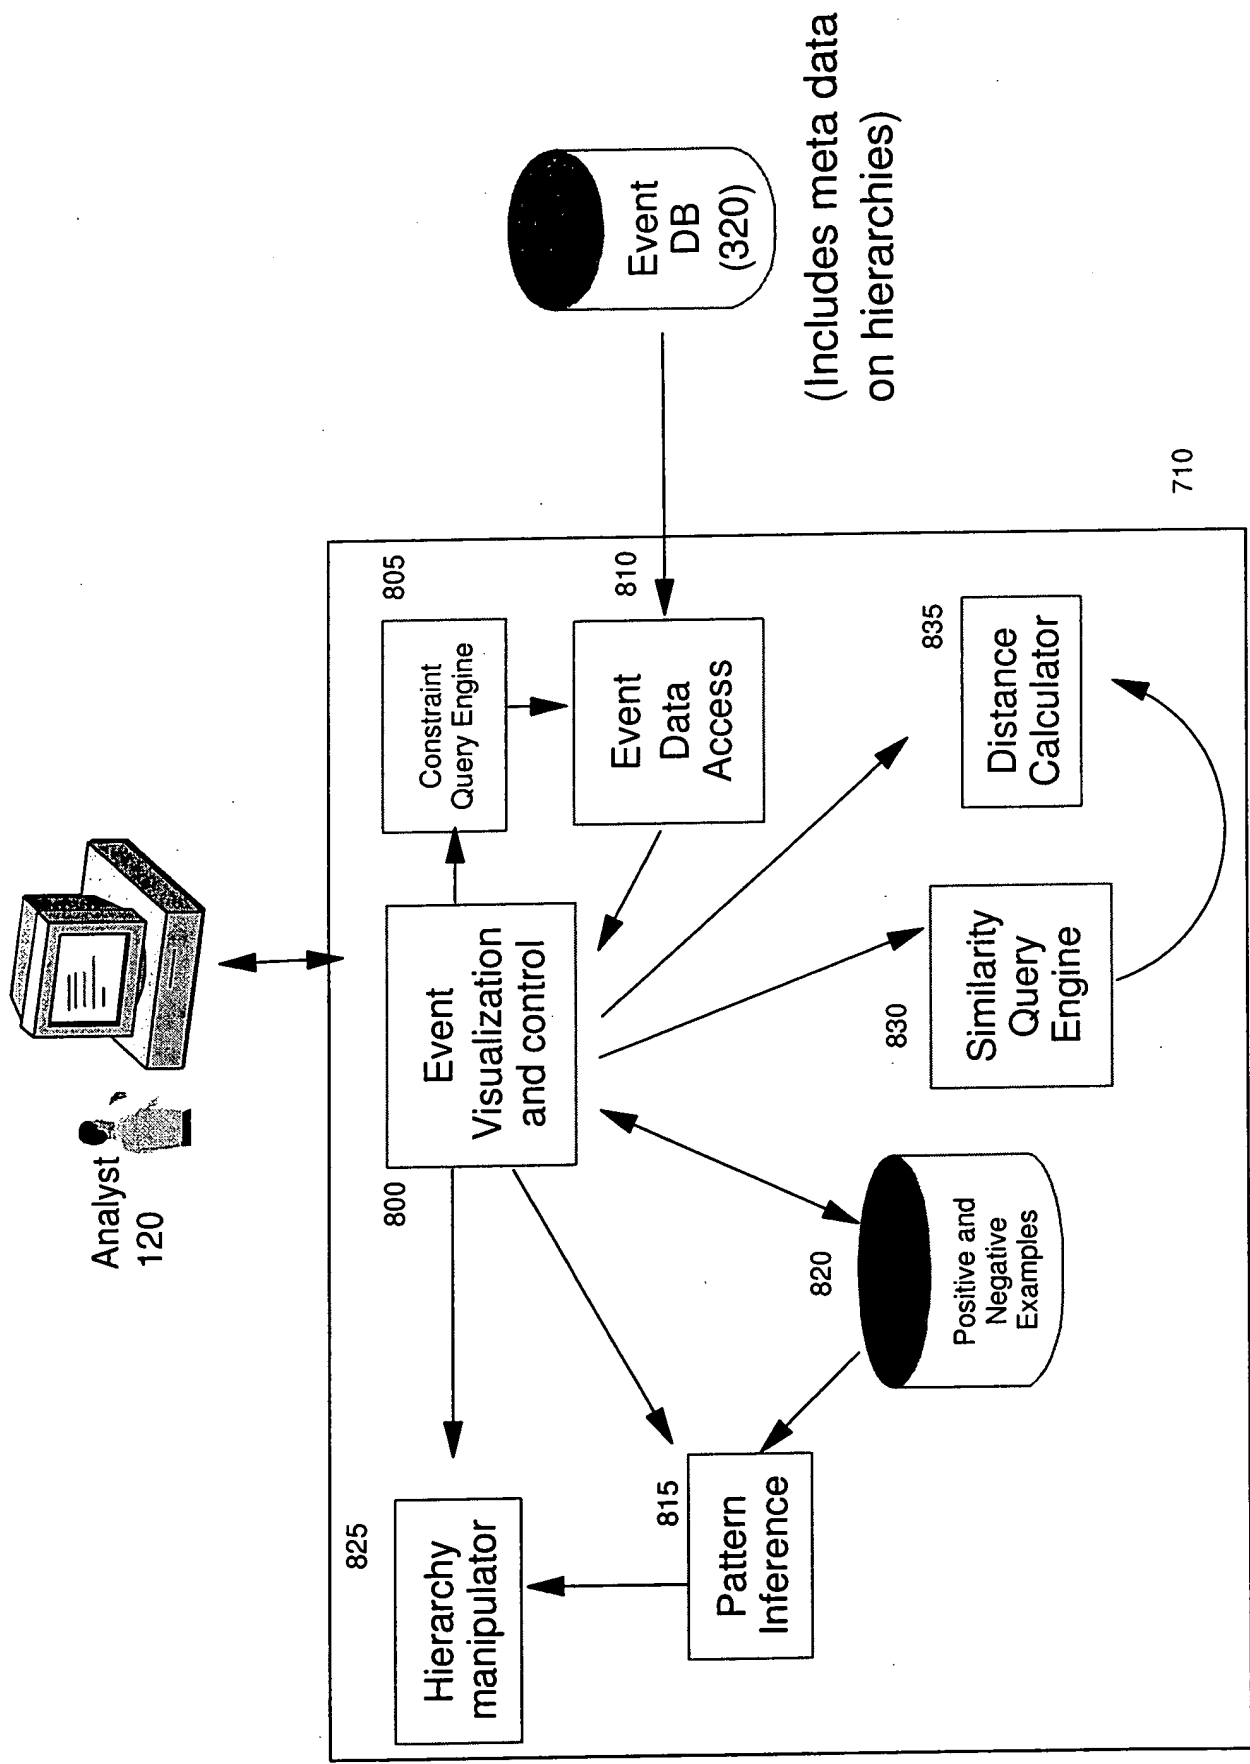 Analyst
120
825
Hierarchy
manipulator
800
Event
Visualization
and control
805
Constraint
Query Engine
810
Event
Data
Access
Event
DB
(320)
(Includes meta data
on hierarchies)
815
Pattern
Inference
820
Positive and
Negative
Examples
830
Similarity
Query
Engine
835
Distance
Calculator
710